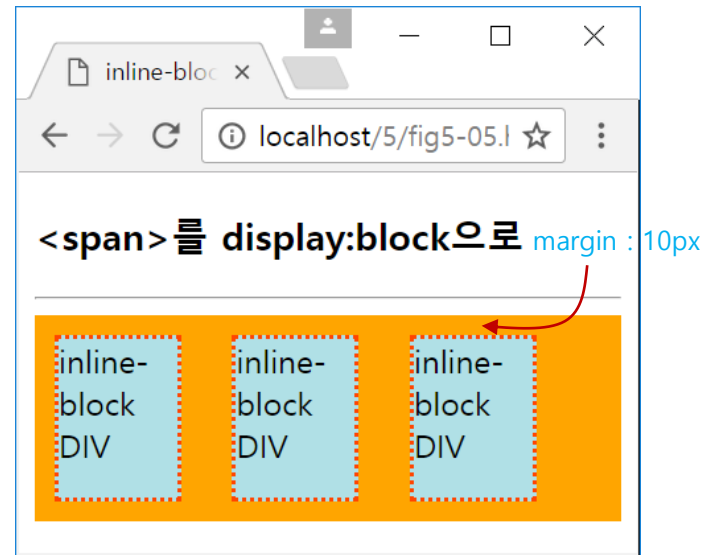 inline-bloc
localhost/5/fig5-05.h
<span>를 display:block으로
margin : 10px
inline-
block
DIV
inline-
block
DIV
inline-
block
DIV